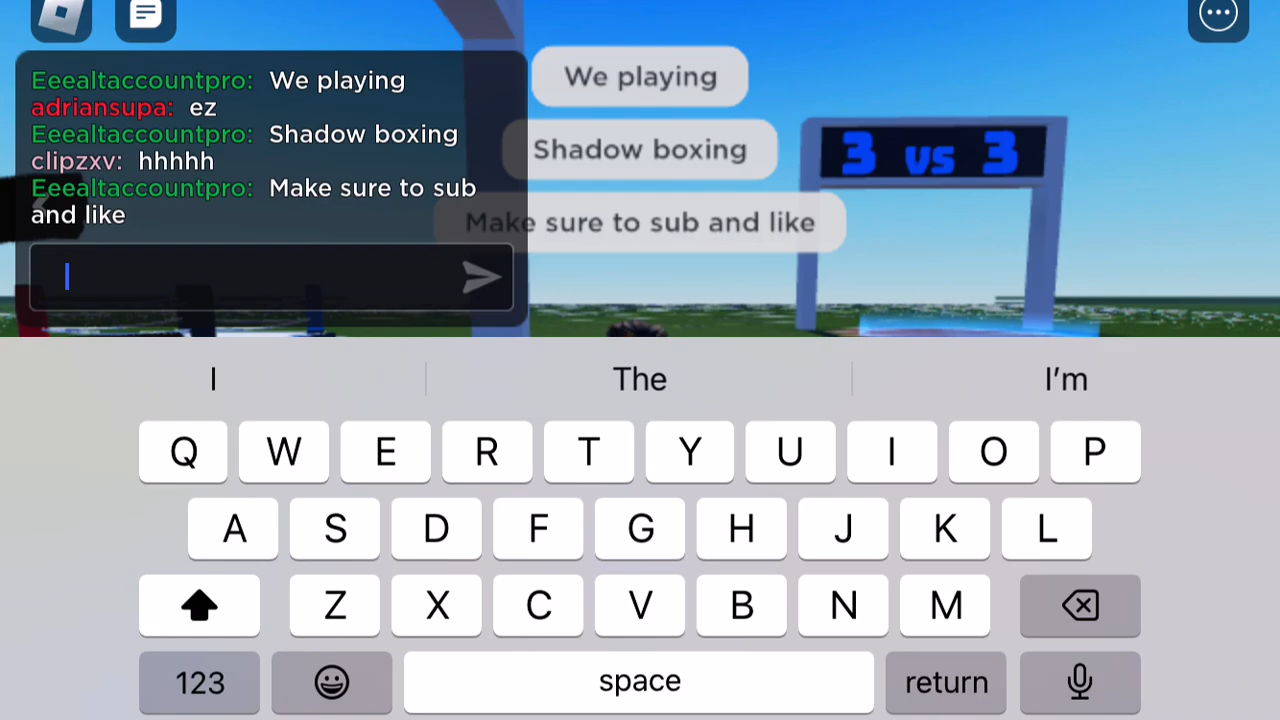 Eeealtaccountpro: We playing
adriansupa: ez
Eeealtaccountpro: Shadow boxing
clipzxv: hhhhh
Eeealtaccountpro: Make sure to sub
and like
We playing
Shadow boxing
Make sure to sub and like
3 vs 3
I The I'm
Q W E R T Y U I O P
A S D F G H J K L
Z X C V B N M
123 space return